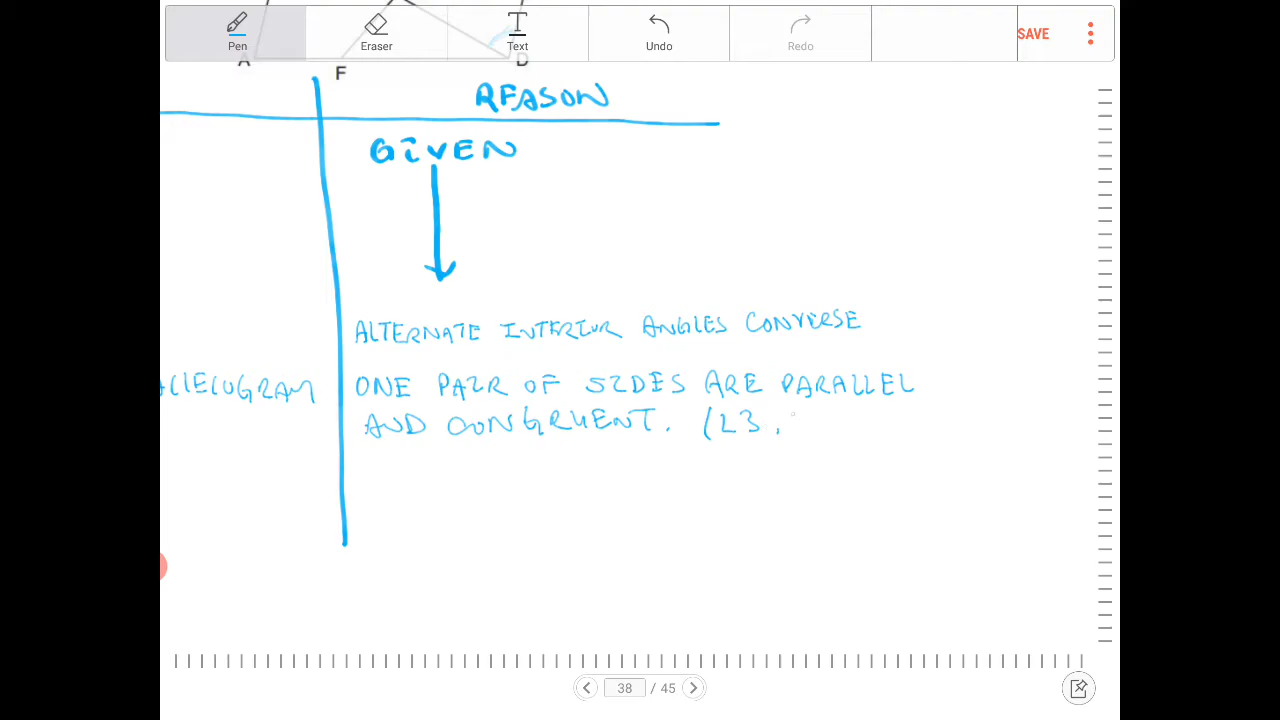 Pen
Eraser
Text
Undo
Redo
SAVE
F
D
REASON
GIVEN
ALTERNATE INTERIOR ANGLES CONVERSE
ONE PAIR OF SIDES ARE PARALLEL
AND CONGRUENT. (L3.
38 / 45